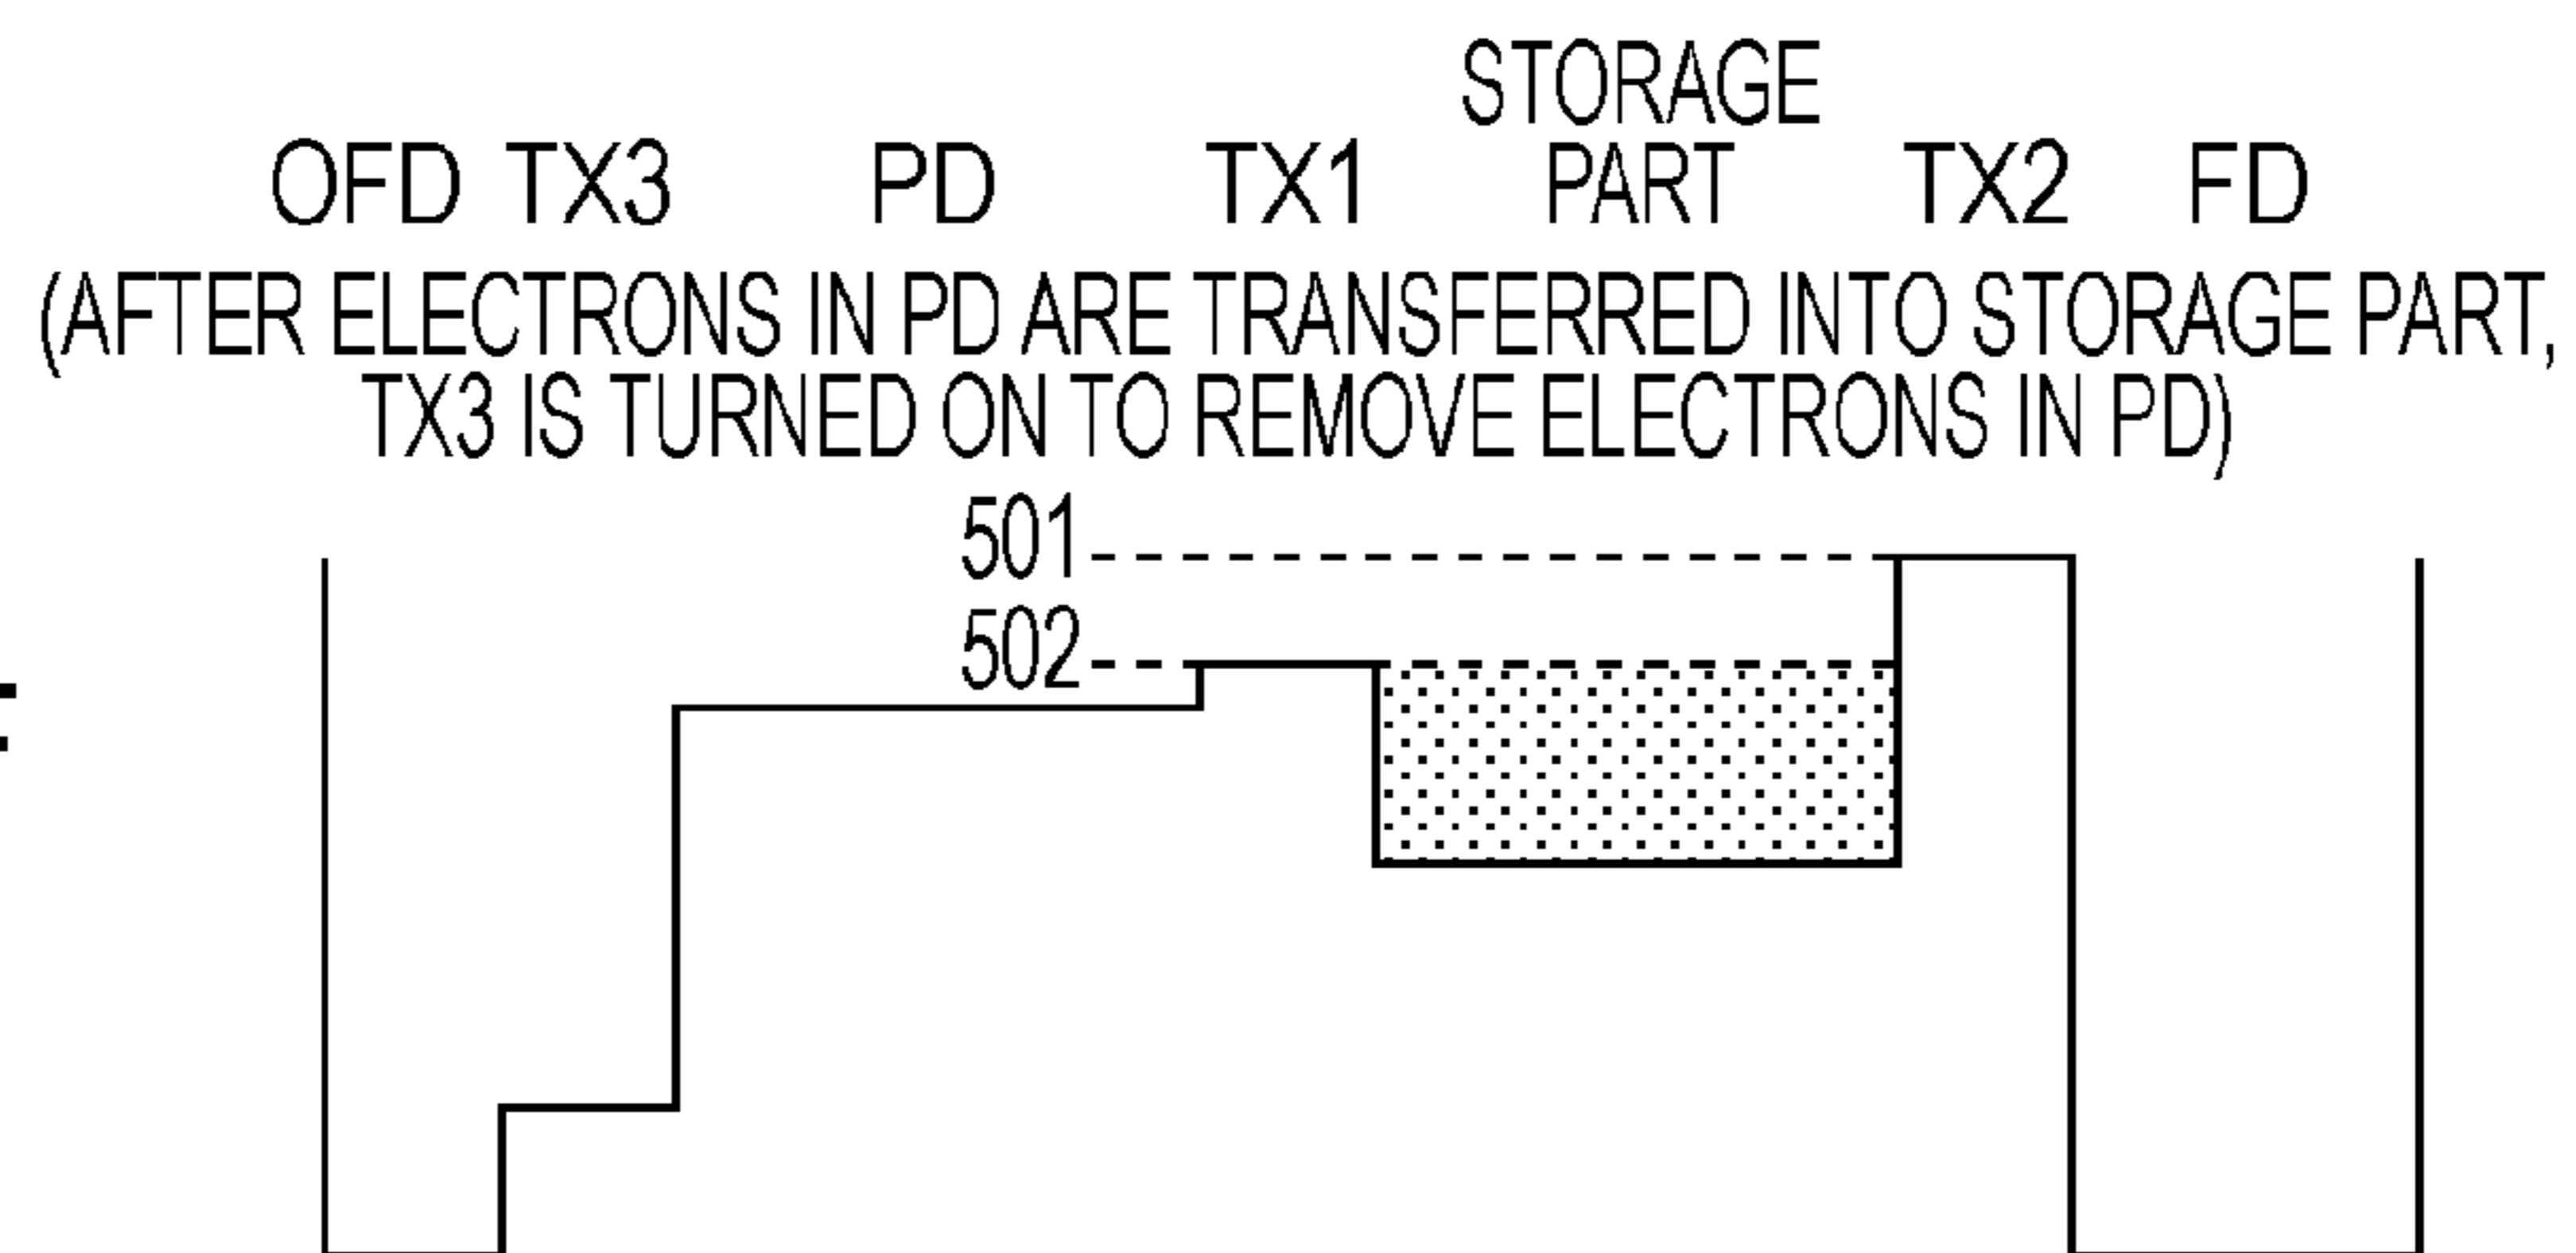 STORAGE
OFD TX3 PD TX1 PART TX2 FD
(AFTER ELECTRONS IN PD ARE TRANSFERRED INTO STORAGE PART,
TX3 IS TURNED ON TO REMOVE ELECTRONS IN PD)
501
502